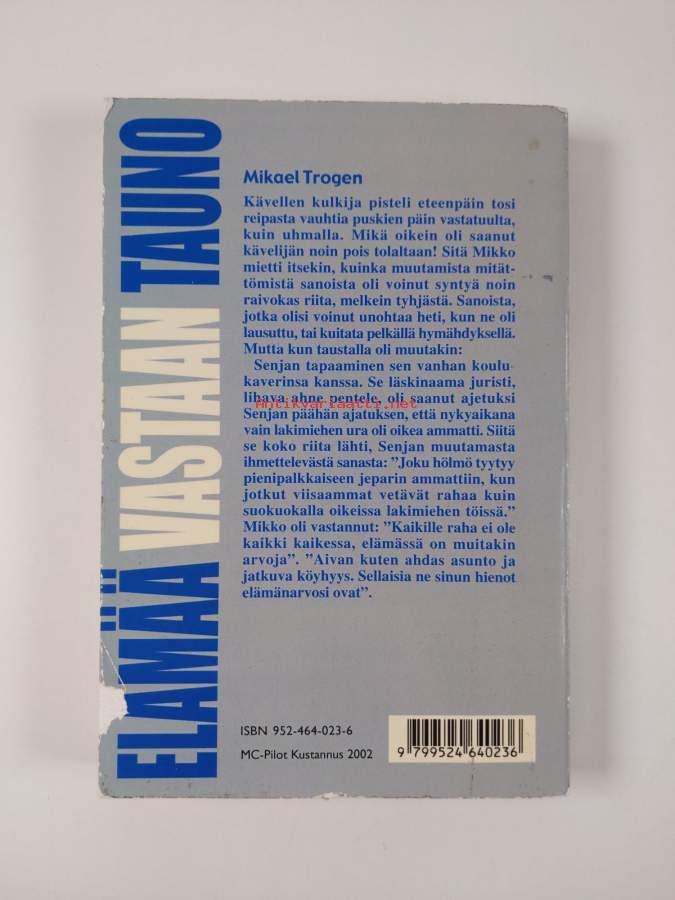 ELÄMÄÄ VASTAAN TAUNO
Mikael Trogen
Kävellen kulkija pisteli eteenpäin tosi
reipasta vauhtia puskien päin vastatuulta,
kuin uhmalla. Mikä oikein oli saanut
kävelijän noin pois tolaltaan! Sitä Mikko
mietti itsekin, kuinka muutamista mität-
tömistä sanoista oli voinut syntyä noin
raivokas riita, melkein tyhjästä. Sanoista,
jotka olisi voinut unohtaa heti, kun ne oli
lausuttu, tai kuitata pelkällä hymähdyksellä.
Mutta kun taustalla oli muutakin:
Senjan tapaaminen sen vanhan koulu-
kaverinsa kanssa. Se läskinaama juristi,
lihava ahne pentele, oli saanut ajetuksi
Antikvariaatti.net
Senjan päähän ajatuksen, että nykyaikana
vain lakimiehen ura oli oikea ammatti. Siitä
se koko riita lähti, Senjan muutamasta
ihmettelevästä sanasta: ”Joku hölmö tyytyy
pienipalkkaiseen jeparin ammattiin, kun
jotkut viisaammat vetävät rahaa kuin
suokuokalla oikeissa lakimiehen töissä.”
Mikko oli vastannut: ”Kaikille raha ei ole
kaikki kaikessa, elämässä on muitakin
arvoja”. ”Aivan kuten ahdas asunto ja
jatkuva köyhyys. Sellaisia ne sinun hienot
elämänarvosi ovat”.
ISBN 952-464-023-6
MC-Pilot Kustannus 2002
9 799524 640236